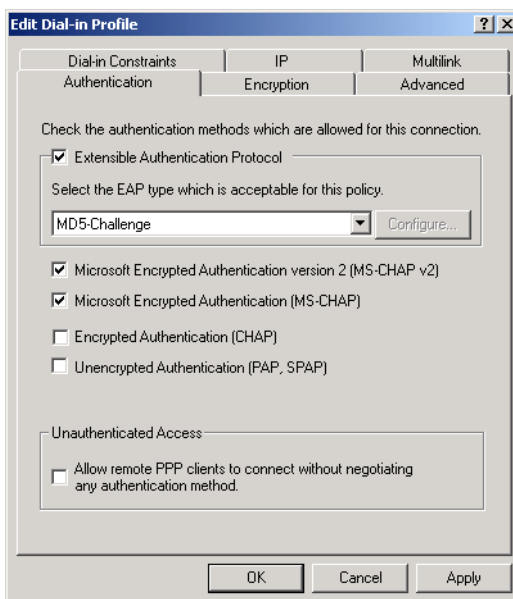 Edit Dial-in Profile
Dial-in Constraints IP Multilink
Authentication Encryption Advanced
Check the authentication methods which are allowed for this connection.
Extensible Authentication Protocol
Select the EAP type which is acceptable for this policy.
MD5-Challenge Configure...
Microsoft Encrypted Authentication version 2 (MS-CHAP v2)
Microsoft Encrypted Authentication (MS-CHAP)
Encrypted Authentication (CHAP)
Unencrypted Authentication (PAP, SPAP)
Unauthenticated Access
Allow remote PPP clients to connect without negotiating
any authentication method.
OK Cancel Apply